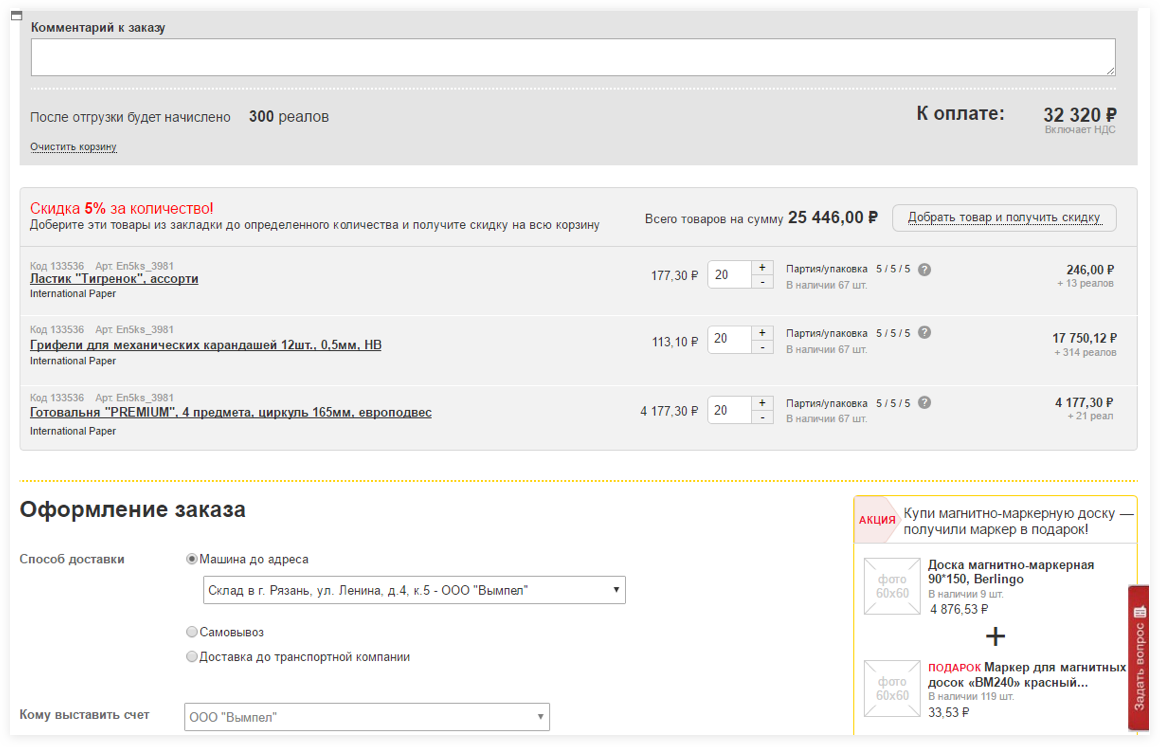 Комментарий к заказу
После отгрузки будет начислено 300 реалов
К оплате: 32 320 ₽
Включает НДС
Очистить корзину
Скидка 5% за количество!
Доберите эти товары из закладки до определенного количества и получите скидку на всю корзину
Всего товаров на сумму 25 446,00 ₽
Добрать товар и получить скидку
Код 133536 Арт. En5ks_3981
Ластик "Тигренок", ассорти
International Paper
177,30 ₽ 20 + -
Партия/упаковка 5 / 5 / 5 ?
В наличии 67 шт.
246,00 ₽
+ 13 реалов
Код 133536 Арт. En5ks_3981
Грифели для механических карандашей 12шт., 0,5мм, HB
International Paper
113,10 ₽ 20 + -
Партия/упаковка 5 / 5 / 5 ?
В наличии 67 шт.
17 750,12 ₽
+ 314 реалов
Код 133536 Арт. En5ks_3981
Готовальня "PREMIUM", 4 предмета, циркуль 165мм, европодвес
International Paper
4 177,30 ₽ 20 + -
Партия/упаковка 5 / 5 / 5 ?
В наличии 67 шт.
4 177,30 ₽
+ 21 реал
Оформление заказа
Способ доставки
Машина до адреса
Склад в г. Рязань, ул. Ленина, д.4, к.5 - ООО "Вымпел"
Самовывоз
Доставка до транспортной компании
Кому выставить счет
ООО "Вымпел"
АКЦИЯ
Купи магнитно-маркерную доску —
получили маркер в подарок!
фото
60x60
Доска магнитно-маркерная
90*150, Berlingo
В наличии 9 шт.
4 876,53 ₽
+
фото
60x60
ПОДАРОК Маркер для магнитных
досок «BM240» красный...
В наличии 119 шт.
33,53 ₽
Задать вопрос